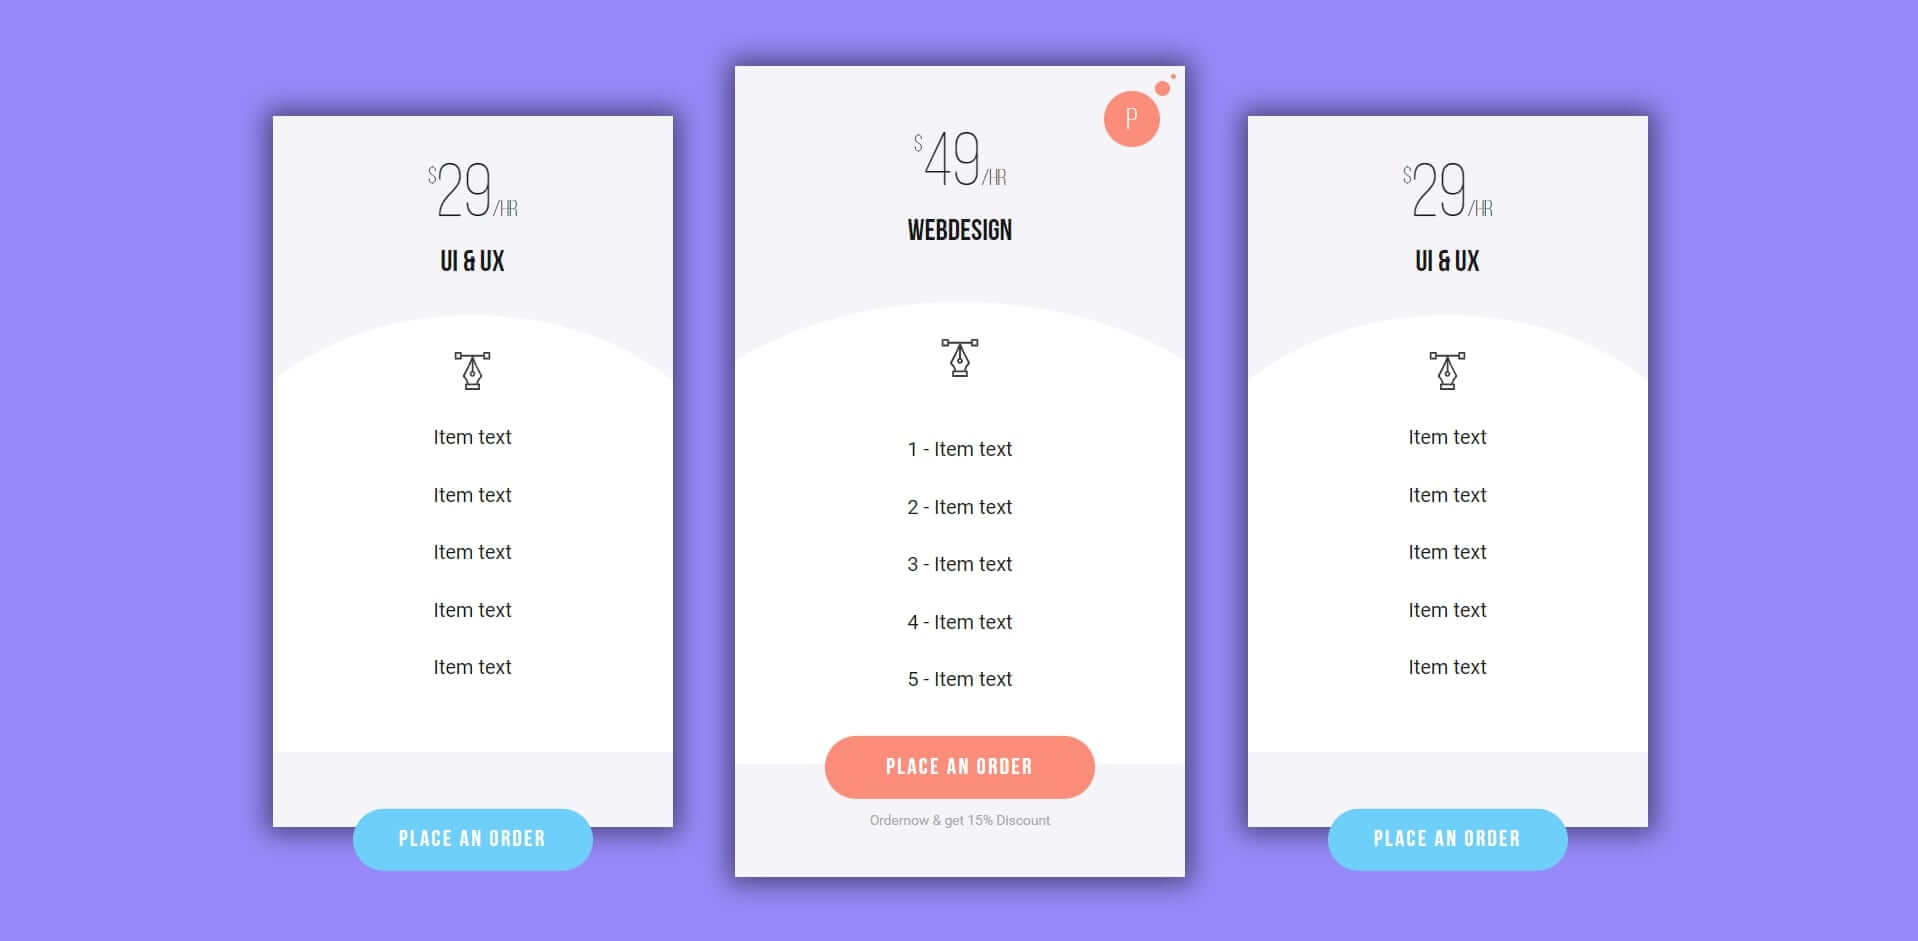 $29/HR
UI & UX
Item text
Item text
Item text
Item text
Item text
PLACE AN ORDER
P
$49/HR
WEBDESIGN
1 - Item text
2 - Item text
3 - Item text
4 - Item text
5 - Item text
PLACE AN ORDER
Ordernow & get 15% Discount
$29/HR
UI & UX
Item text
Item text
Item text
Item text
Item text
PLACE AN ORDER